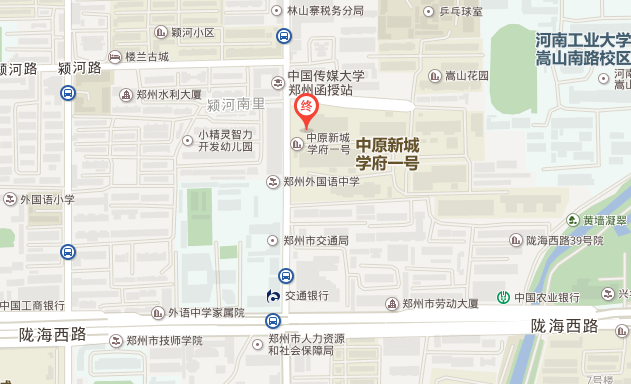 林山寨税务分局
乒乓球室
颍河小区
河南工业大学
嵩山南路校区
楼兰古城
颍河路
颍河路
中国传媒大学
郑州函授站
嵩山花园
河南
郑州水利大厦
颍河南里
终
小精灵智力
开发幼儿园
中原新城
学府一号
中原新城
学府一号
郑州外国语中学
外国语小学
黄埔凝翠
郑州市交通局
陇海西路39号院
交通银行
中国农业银行
兴
中国工商银行
外语中学家属院
郑州市劳动大厦
陇海西路
陇海西路
郑州市技师学院
郑州市人力资源
和社会保障局
7号楼